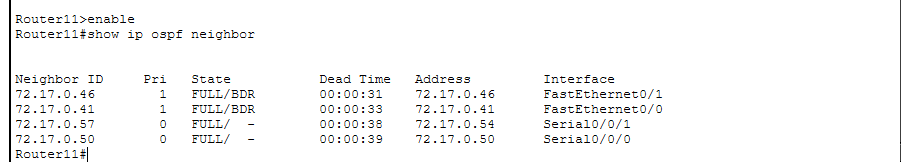 Router11>enable
Router11#show ip ospf neighbor
Neighbor ID     Pri   State           Dead Time   Address         Interface
72.17.0.46        1   FULL/BDR        00:00:31    72.17.0.46      FastEthernet0/1
72.17.0.41        1   FULL/BDR        00:00:33    72.17.0.41      FastEthernet0/0
72.17.0.57        0   FULL/  -        00:00:38    72.17.0.54      Serial0/0/1
72.17.0.50        0   FULL/  -        00:00:39    72.17.0.50      Serial0/0/0
Router11#